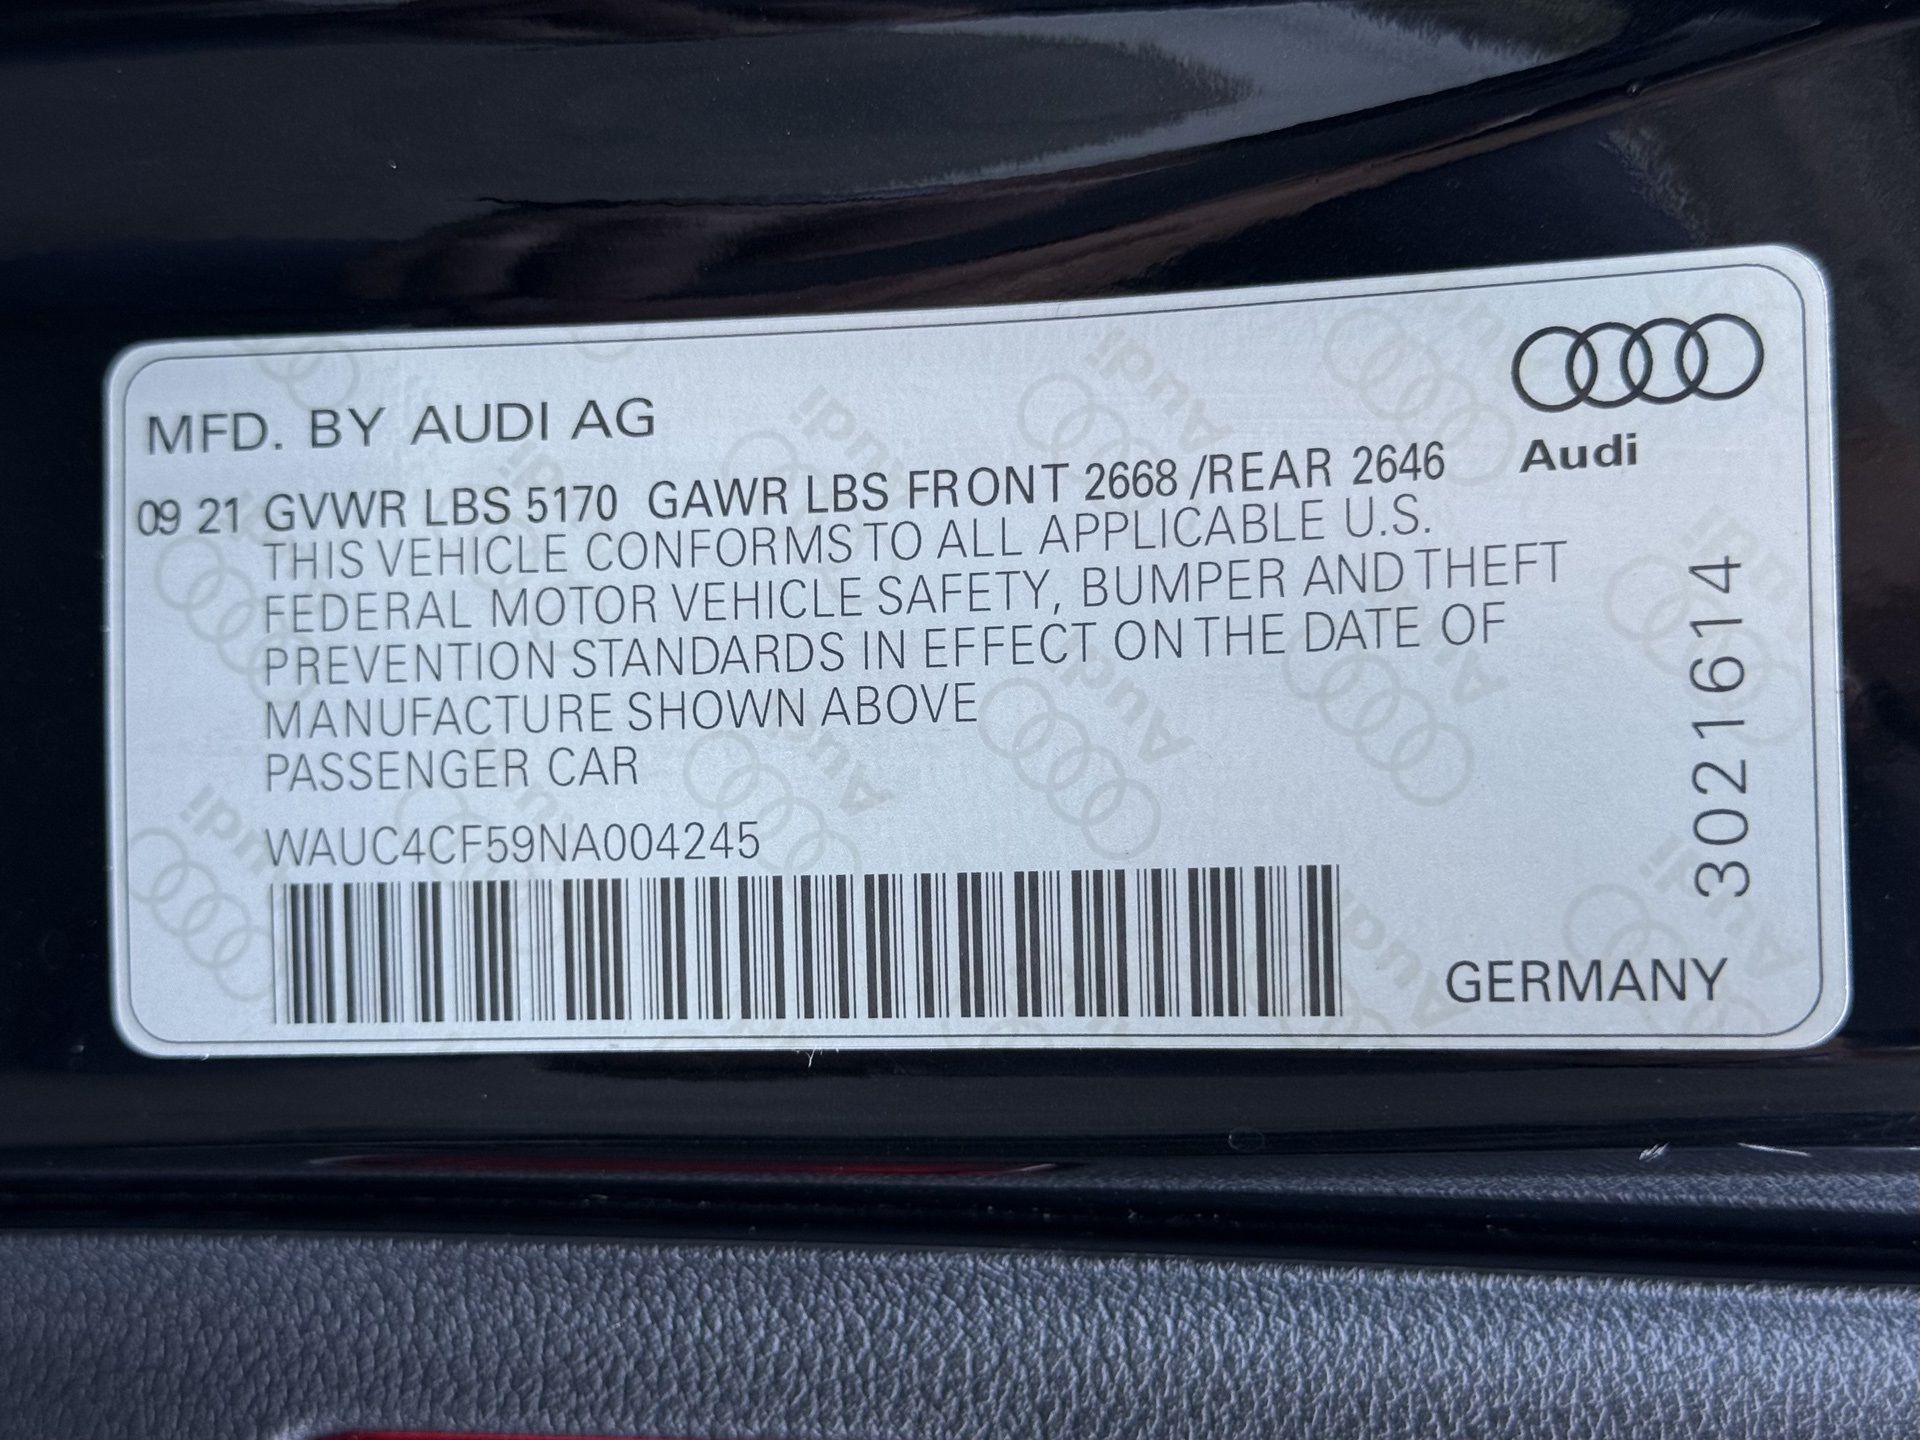 MFD. BY AUDI AG
Audi
09 21 GVWR LBS 5170 GAWR LBS FRONT 2668 /REAR 2646
THIS VEHICLE CONFORMS TO ALL APPLICABLE U.S.
FEDERAL MOTOR VEHICLE SAFETY, BUMPER AND THEFT
PREVENTION STANDARDS IN EFFECT ON THE DATE OF
MANUFACTURE SHOWN ABOVE
PASSENGER CAR
WAUC4CF59NA004245
3021614
GERMANY